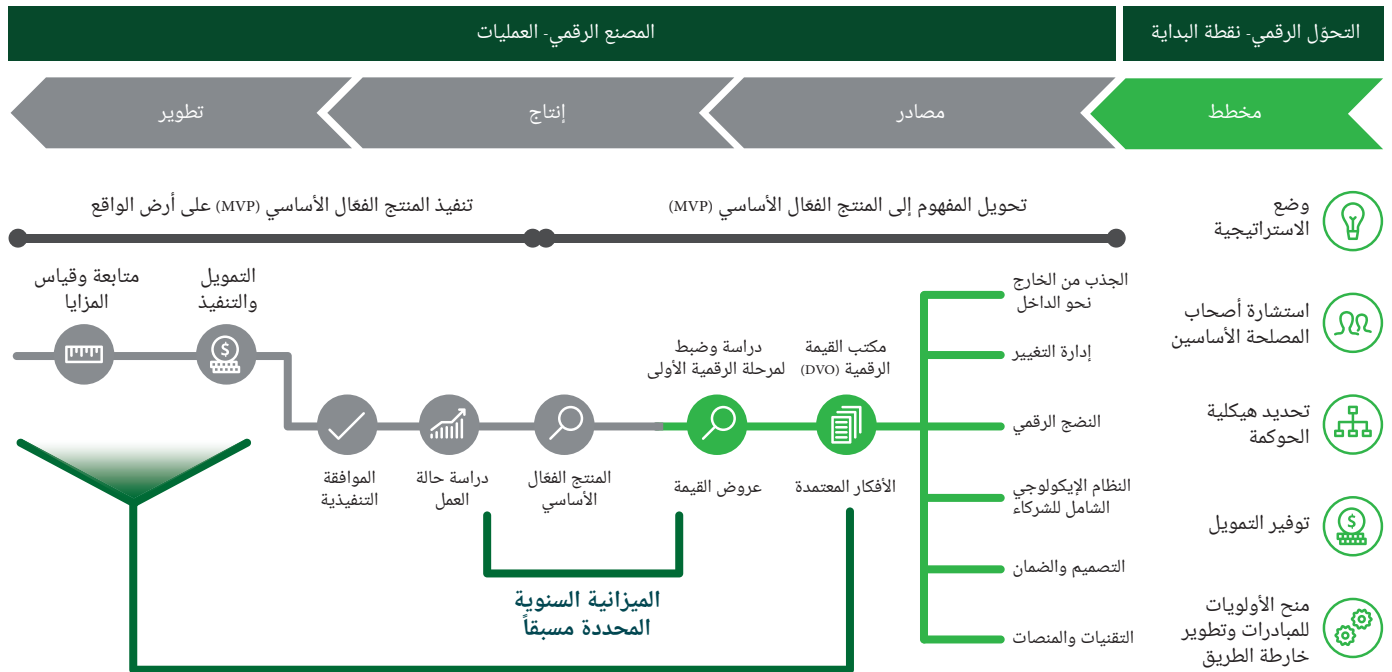 التحوّل الرقمي- نقطة البداية
المصنع الرقمي- العمليات
مخطط
مصادر
إنتاج
تطوير
وضع
الاستراتيجية
استشارة أصحاب
المصلحة الأساسين
تحديد هيكلية
الحوكمة
توفير التمويل
منح الأولويات
للمبادرات وتطوير
خارطة الطريق
تحويل المفهوم إلى المنتج الفعّال الأساسي (MVP)
تنفيذ المنتج الفعّال الأساسي (MVP) على أرض الواقع
الجذب من الخارج
نحو الداخل
إدارة التغيير
النضج الرقمي
النظام الإيكولوجي
الشامل للشركاء
التصميم والضمان
التقنيات والمنصات
مكتب القيمة
الرقمية (DVO)
الأفكار المعتمدة
دراسة وضبط
لمرحلة الرقمية الأولى
عروض القيمة
المنتج الفعّال
الأساسي
دراسة حالة
العمل
الموافقة
التنفيذية
التمويل
والتنفيذ
متابعة وقياس
المزايا
الميزانية السنوية
المحددة مسبقاً